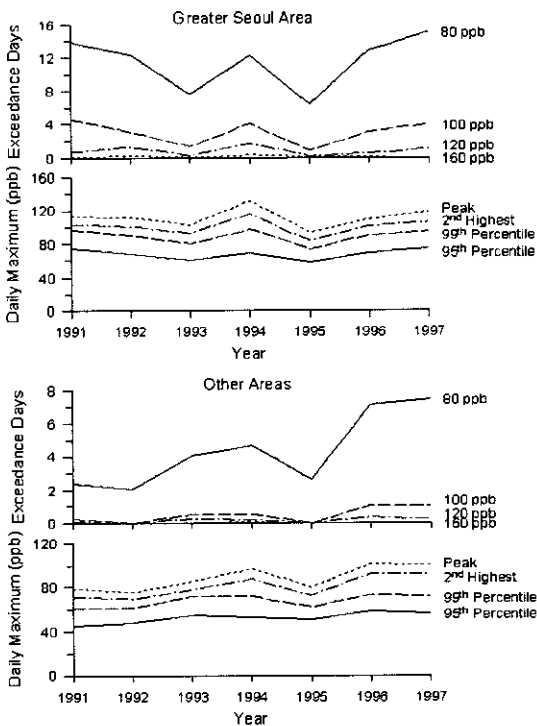 Greater Seoul Area
Exceedance Days
16
12
8
4
0
80 ppb
100 ppb
120 ppb
160 ppb
Daily Maximum (ppb)
160
120
80
40
0
Peak
2nd Highest
99th Percentile
95th Percentile
1991 1992 1993 1994 1995 1996 1997
Year
Other Areas
Exceedance Days
8
6
4
2
0
80 ppb
100 ppb
120 ppb
160 ppb
Daily Maximum (ppb)
120
80
40
0
Peak
2nd Highest
99th Percentile
95th Percentile
1991 1992 1993 1994 1995 1996 1997
Year